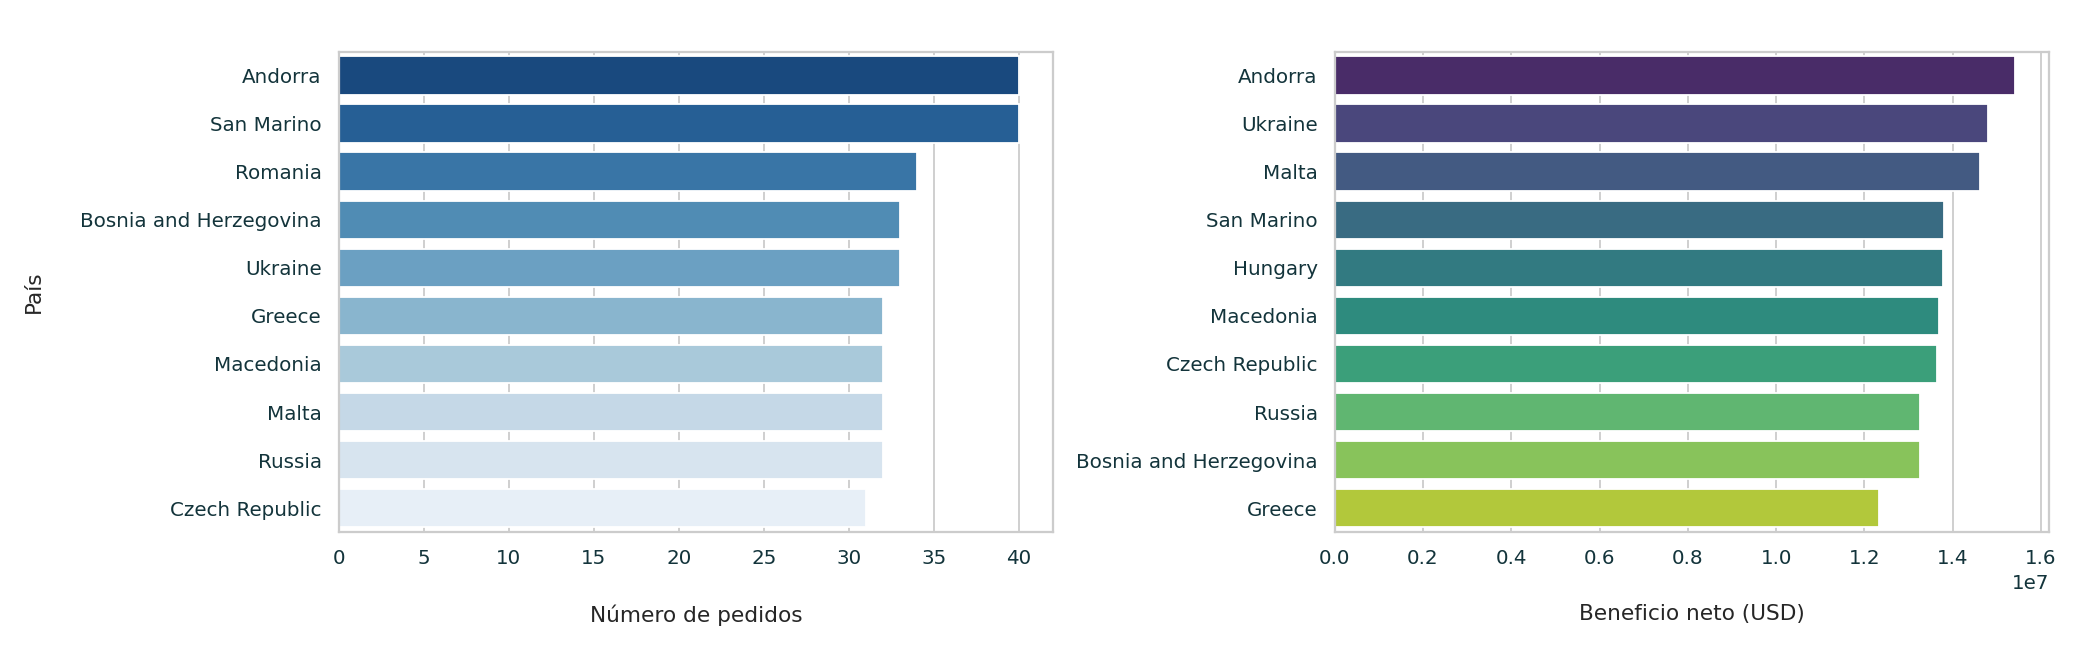 País
Andorra
San Marino
Romania
Bosnia and Herzegovina
Ukraine
Greece
Macedonia
Malta
Russia
Czech Republic
0 5 10 15 20 25 30 35 40
Número de pedidos
Andorra
Ukraine
Malta
San Marino
Hungary
Macedonia
Czech Republic
Russia
Bosnia and Herzegovina
Greece
0.0 0.2 0.4 0.6 0.8 1.0 1.2 1.4 1.6
1e7
Beneficio neto (USD)